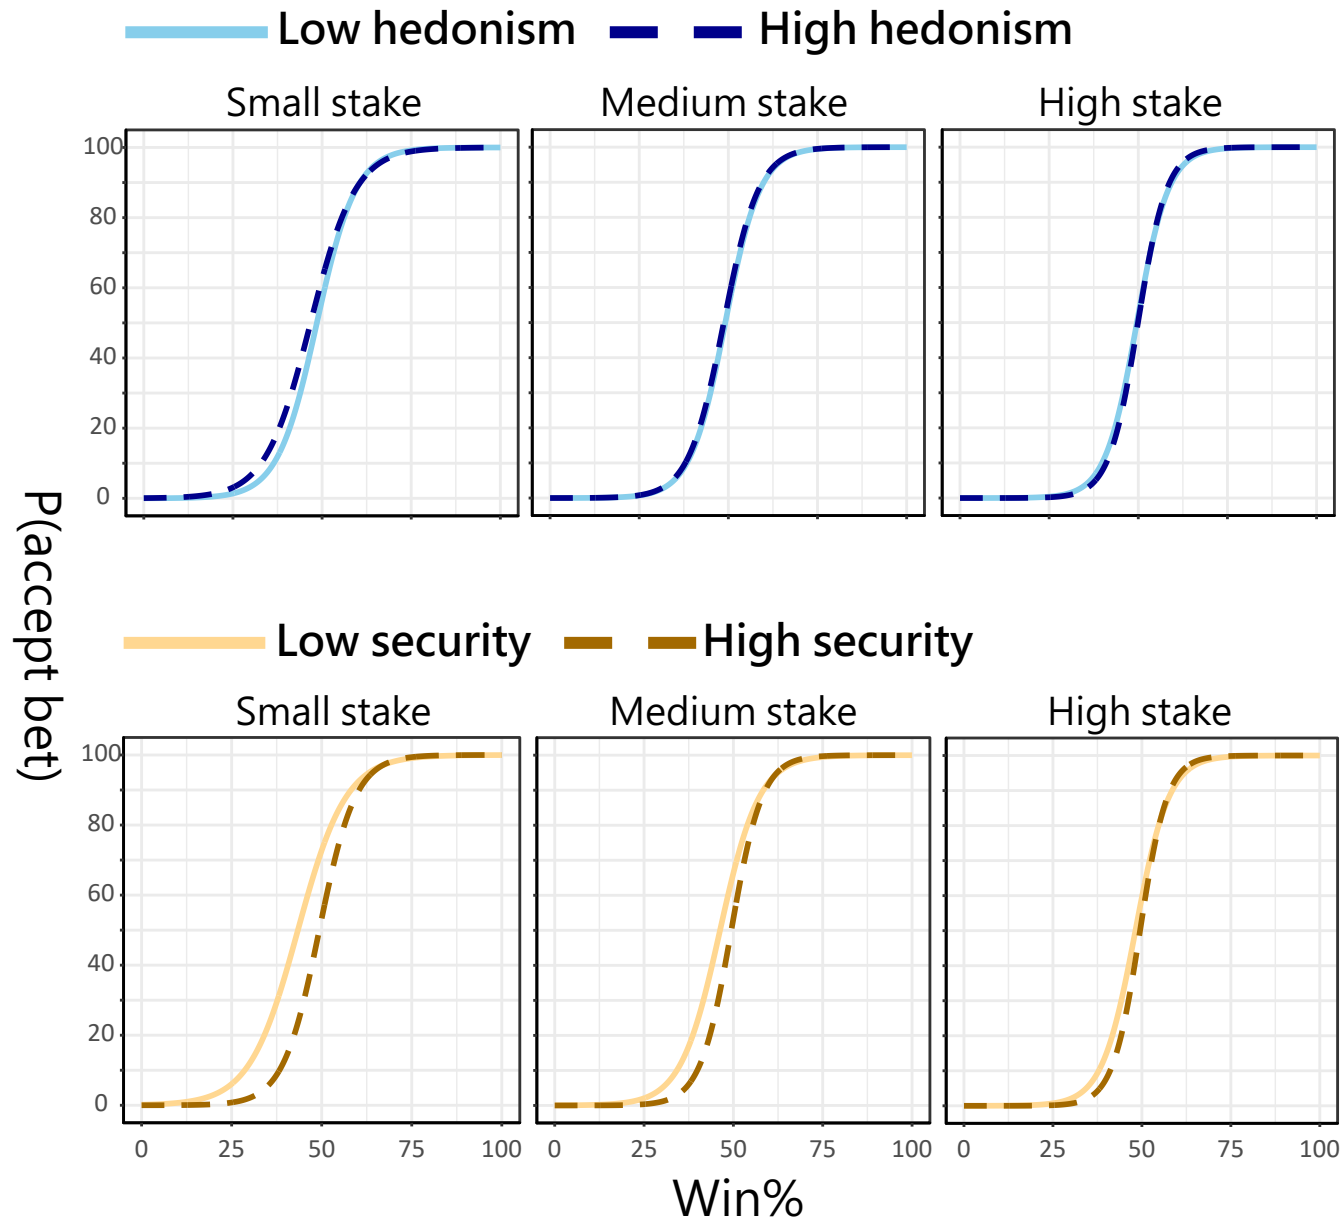 Low hedonism High hedonism
Small stake Medium stake High stake
100
80
60
40
20
0
P(accept bet)
Low security High security
Small stake Medium stake High stake
100
80
60
40
20
0
0 25 50 75 100 0 25 50 75 100 0 25 50 75 100
Win%